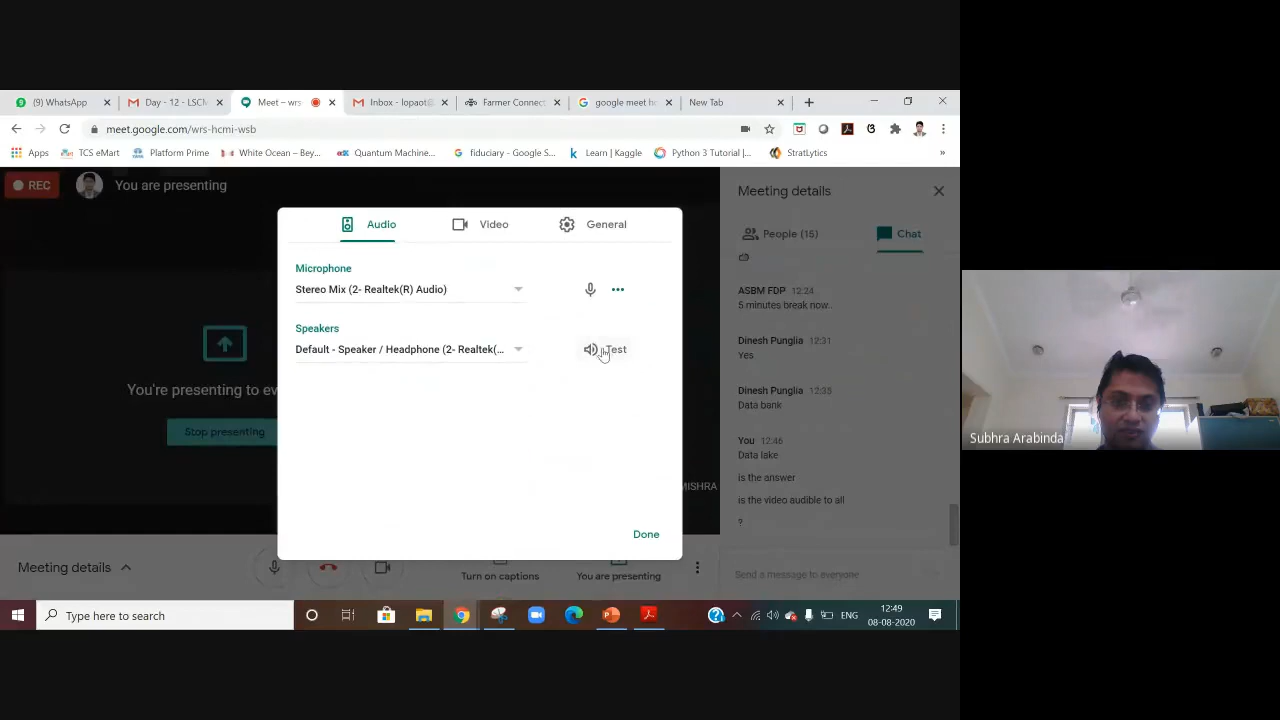 (9) WhatsApp
Day - 12 - LSCM
Meet – wrs
Inbox - lopaot@
Farmer Connect
google meet ho
New Tab
meet.google.com/wrs-hcmi-wsb
Apps
TCS eMart
Platform Prime
White Ocean – Bey...
Quantum Machine...
fiduciary - Google S...
Learn | Kaggle
Python 3 Tutorial |...
StratLytics
»
REC
You are presenting
Meeting details
People (15)
Chat
Audio
Video
General
Microphone
Stereo Mix (2- Realtek(R) Audio)
Speakers
Default - Speaker / Headphone (2- Realtek(...
Test
Done
You're presenting to ev
Stop presenting
MISHRA
ASBM FDP 12:24
5 minutes break now..
Dinesh Punglia 12:31
Yes
Dinesh Punglia 12:35
Data bank
You 12:46
Data lake
is the answer
is the video audible to all
?
Send a message to everyone
Meeting details
Turn on captions
You are presenting
Subhra Arabinda
Type here to search
ENG
12:49
08-08-2020